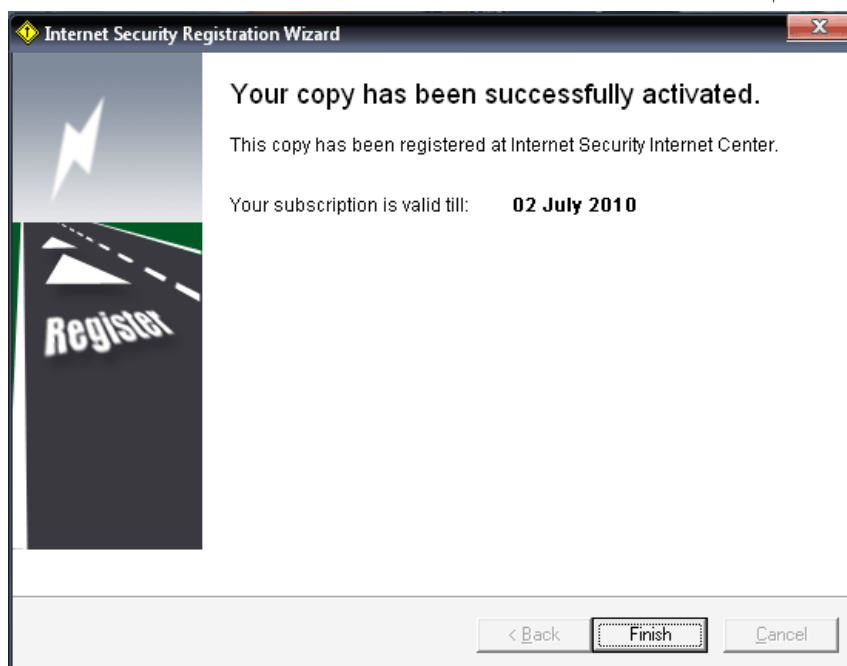 Internet Security Registration Wizard
X
Your copy has been successfully activated.
This copy has been registered at Internet Security Internet Center.
Your subscription is valid till: 02 July 2010
Register
< Back Finish Cancel